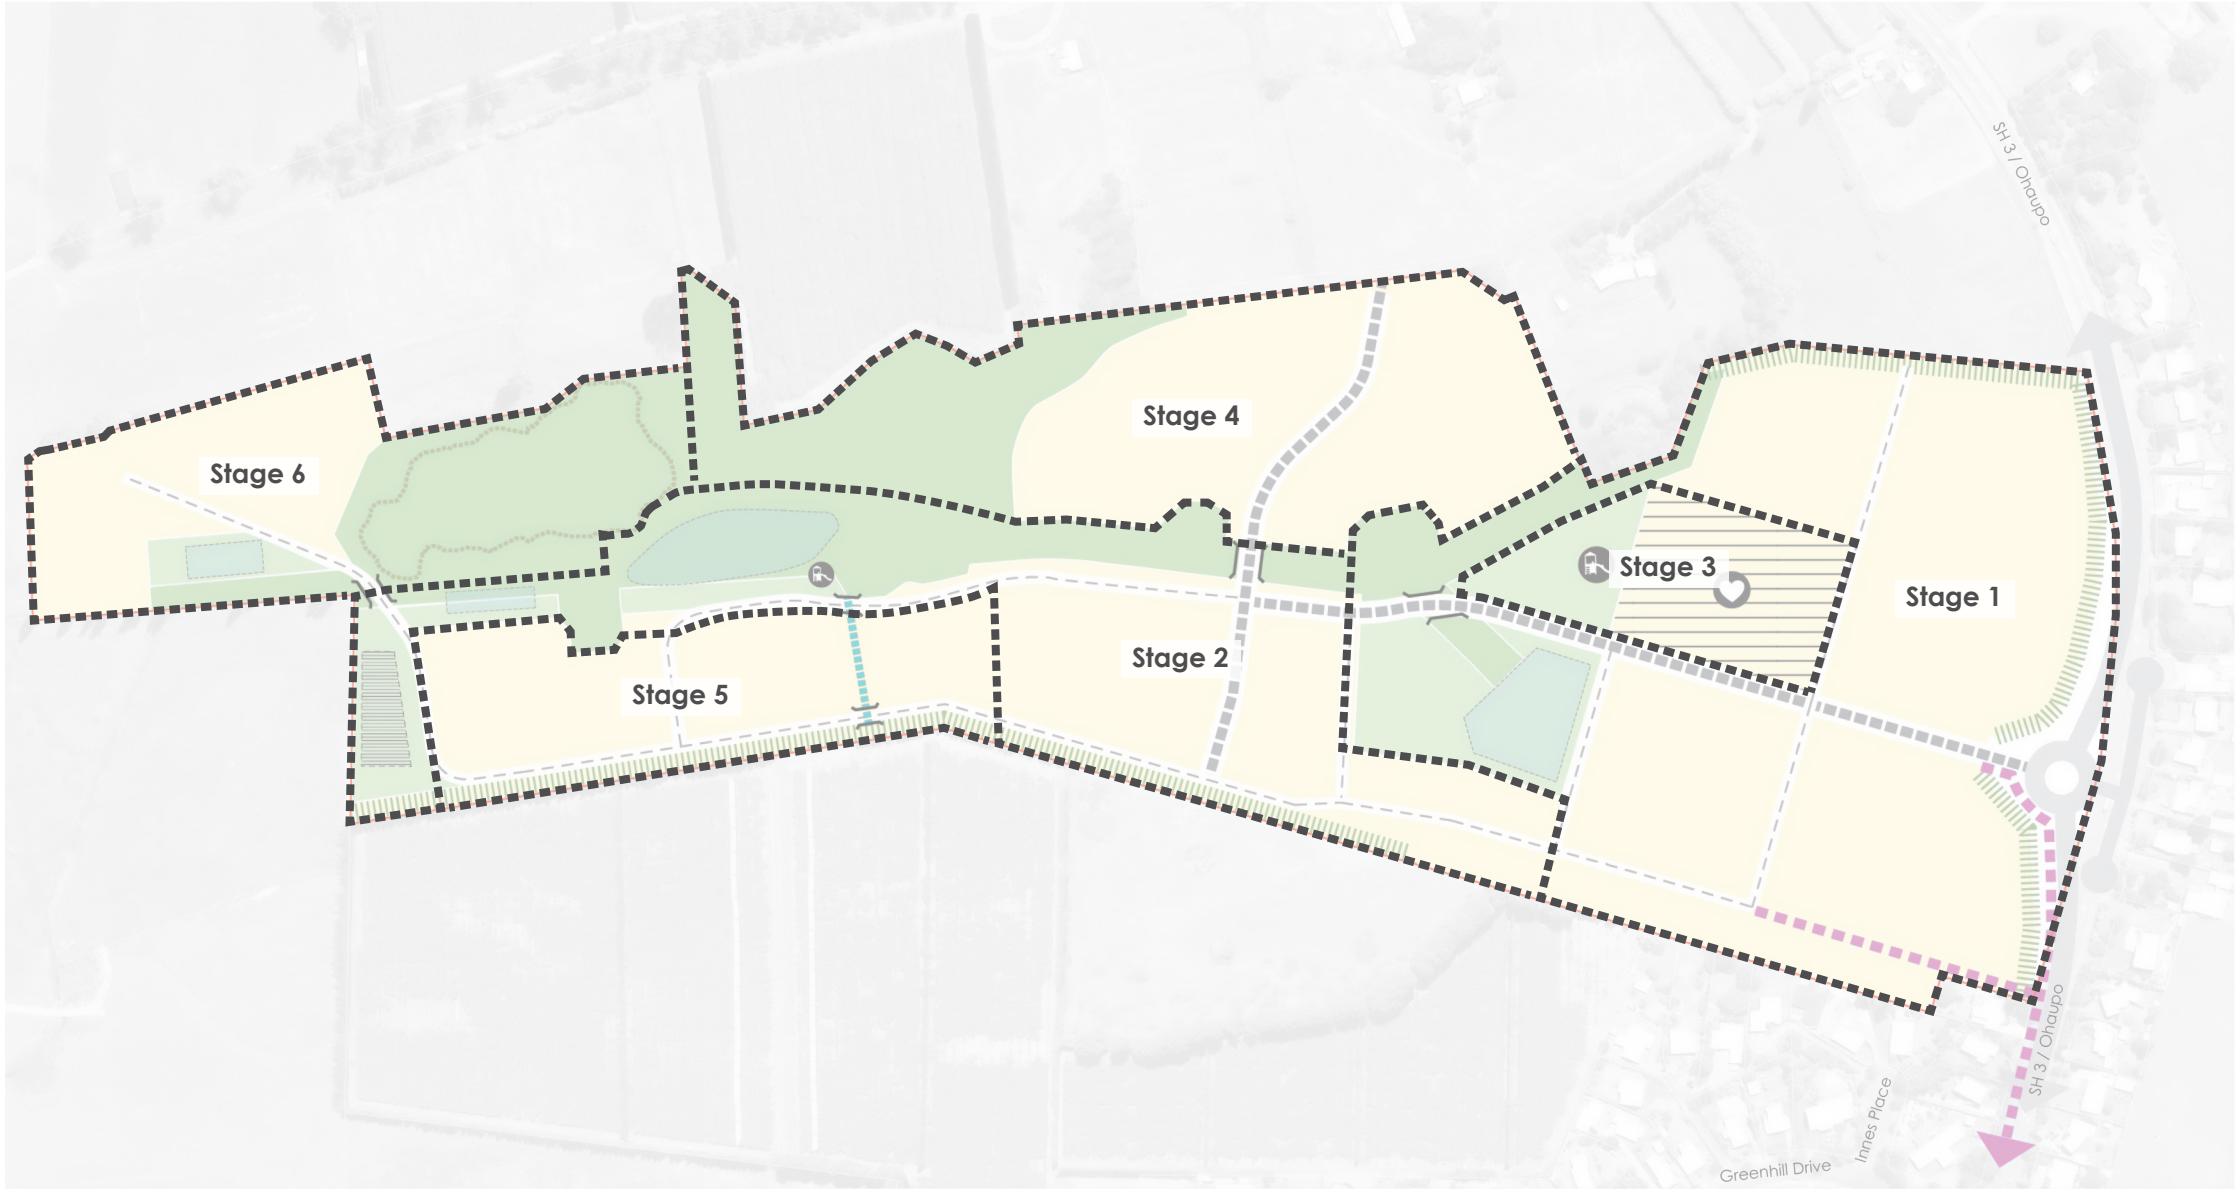 SH 3 / Ohaupo
Stage 4
Stage 6
Stage 3
Stage 1
Stage 2
Stage 5
SH 3 / Ohaupo
Innes Place
Greenhill Drive